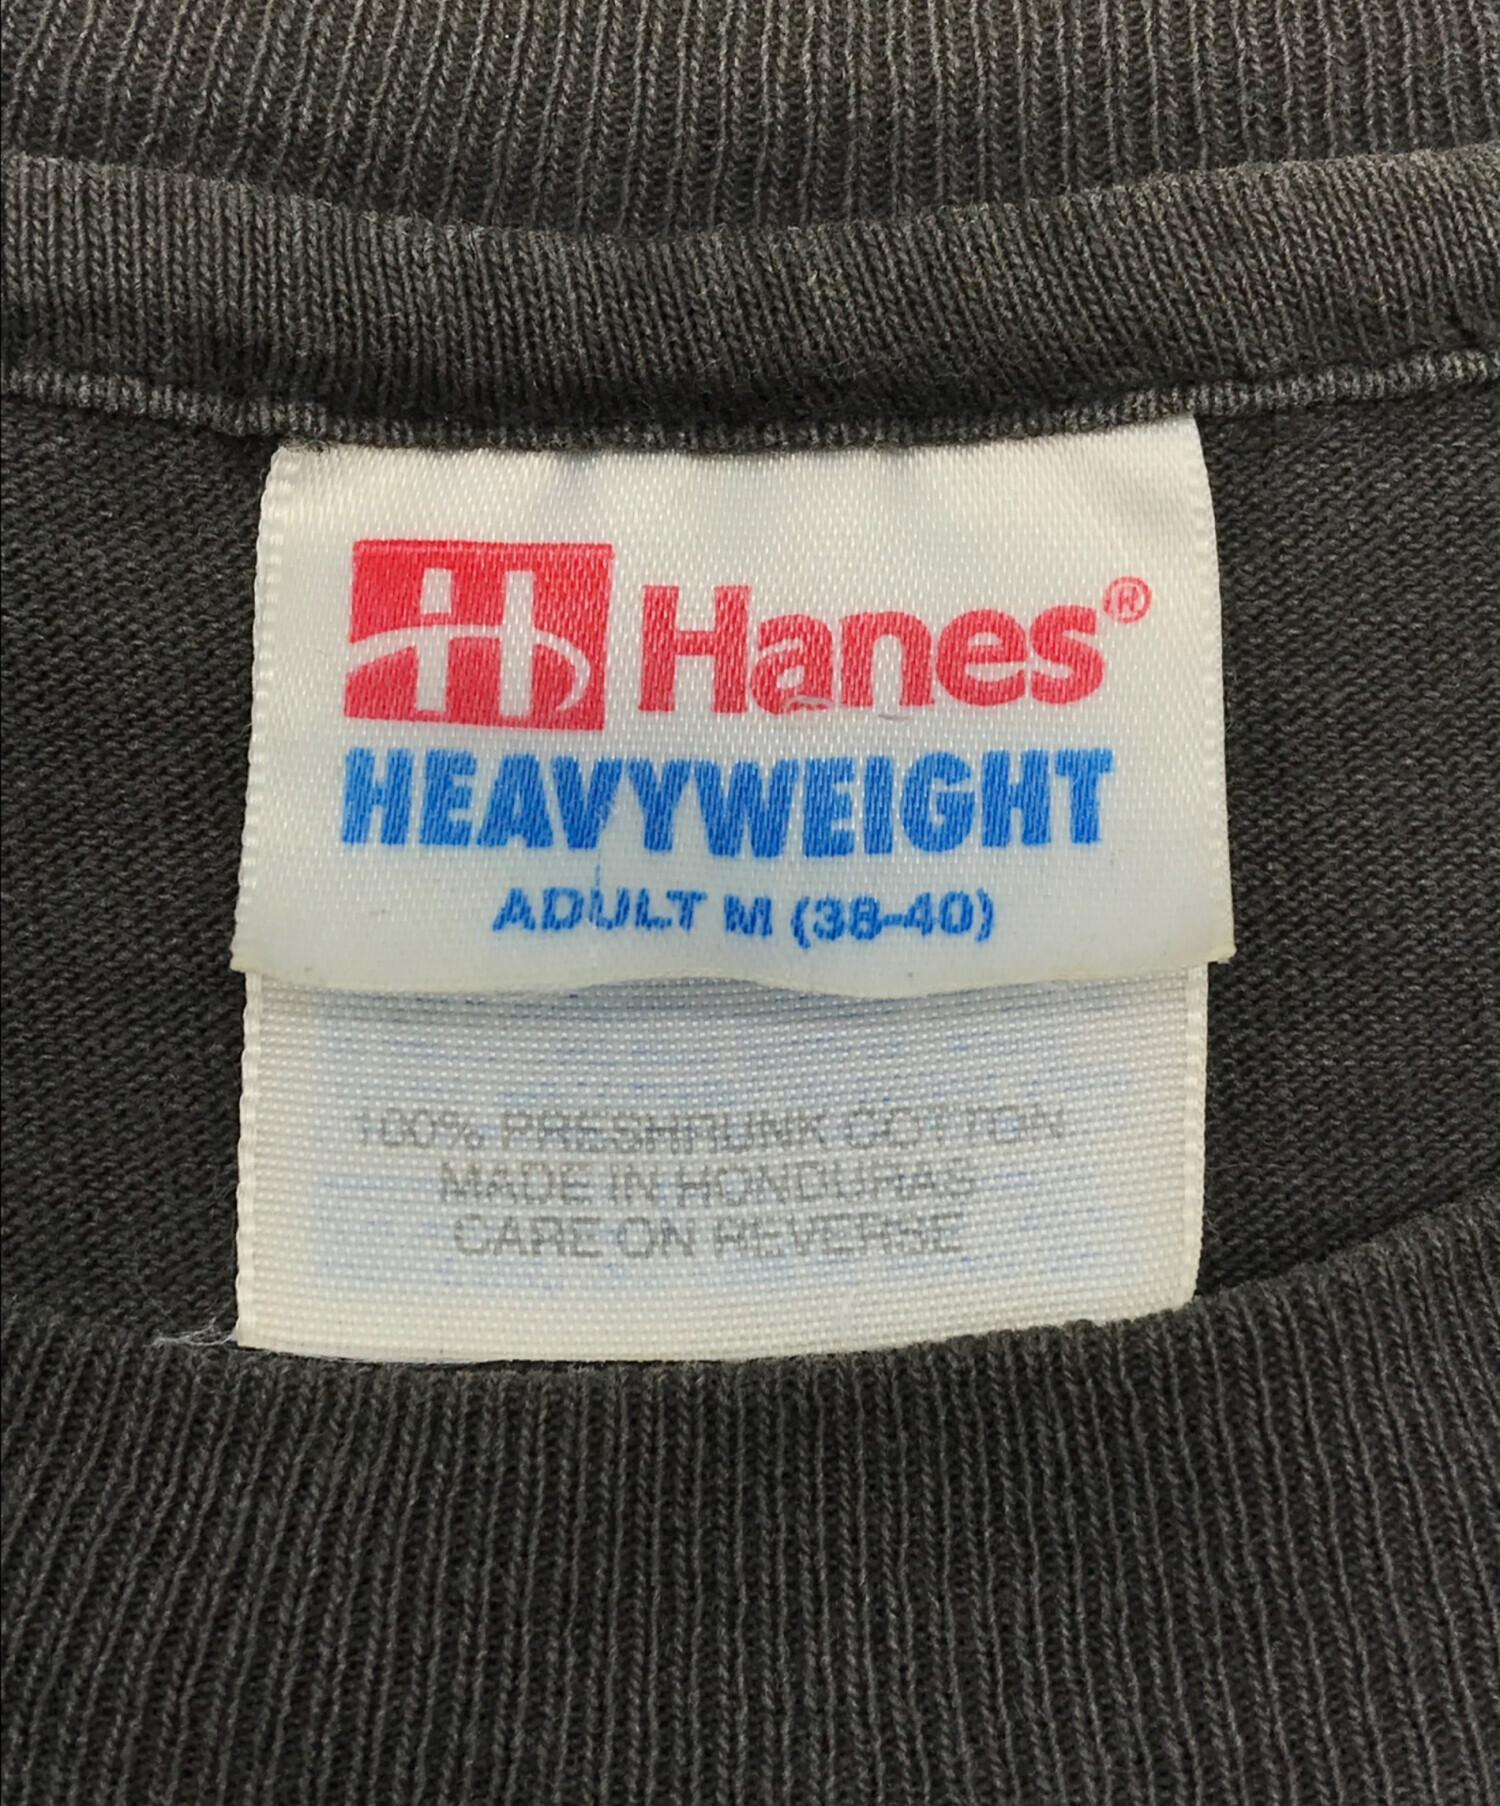 H Hanes®
HEAVYWEIGHT
ADULT M (38-40)
100% PRESHRUNK COTTON
MADE IN HONDURAS
CARE ON REVERSE